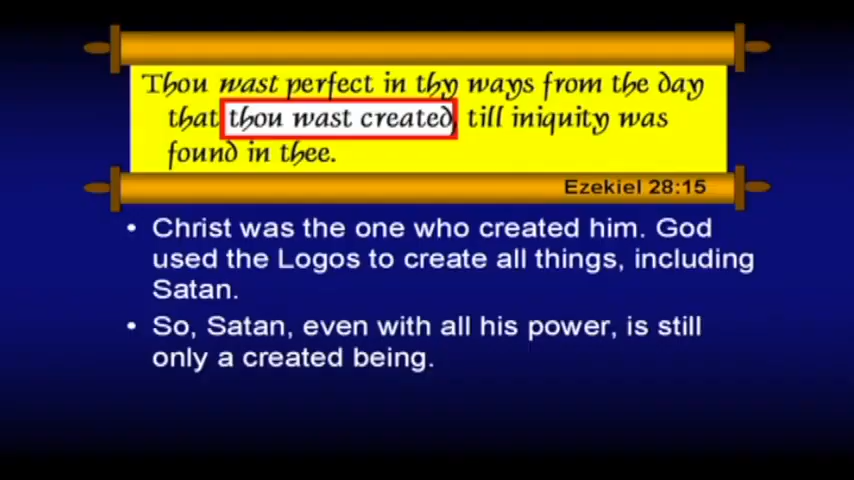 Thou wast perfect in thy ways from the day
that thou wast created, till iniquity was
found in thee.
Ezekiel 28:15
• Christ was the one who created him. God
used the Logos to create all things, including
Satan.
• So, Satan, even with all his power, is still
only a created being.